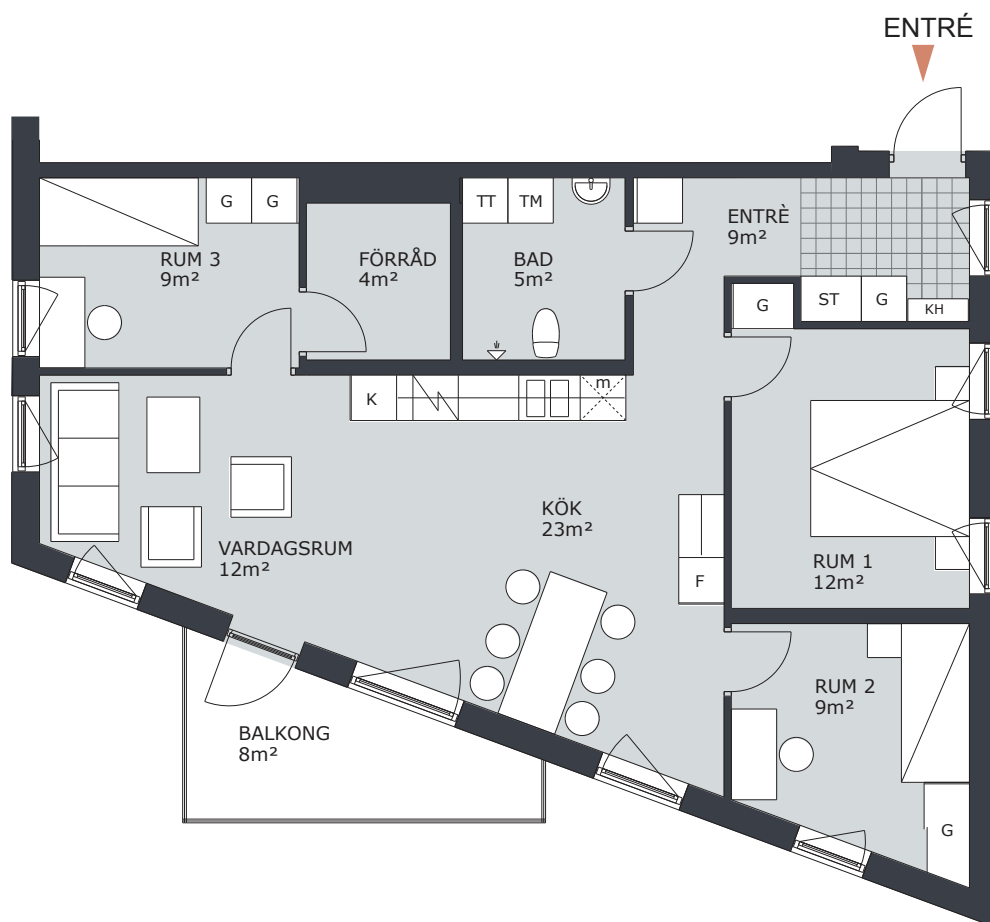 ENTRÉ
G
G
TT
TM
ENTRÈ
9m²
RUM 3
9m²
FÖRRÅD
4m²
BAD
5m²
G
ST
G
KH
K
m
KÖK
23m²
VARDAGSRUM
12m²
F
RUM 1
12m²
RUM 2
9m²
BALKONG
8m²
G